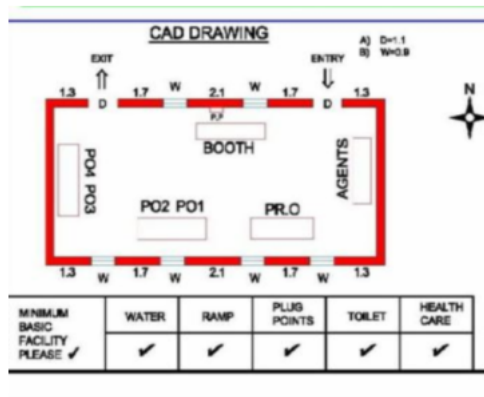 CAD DRAWING
A) D=1.1
B) W=0.9
EXIT
ENTRY
1.3 D 1.7 W 2.1 W 1.7 D 1.3
N
P.P
BOOTH
PO4 PO3
AGENTS
PO2 PO1
PR.O
1.3 W 1.7 W 2.1 W 1.7 W 1.3
MINIMUM
BASIC
FACILITY
PLEASE ✓
WATER
RAMP
PLUG
POINTS
TOILET
HEALTH
CARE
✓ ✓ ✓ ✓ ✓